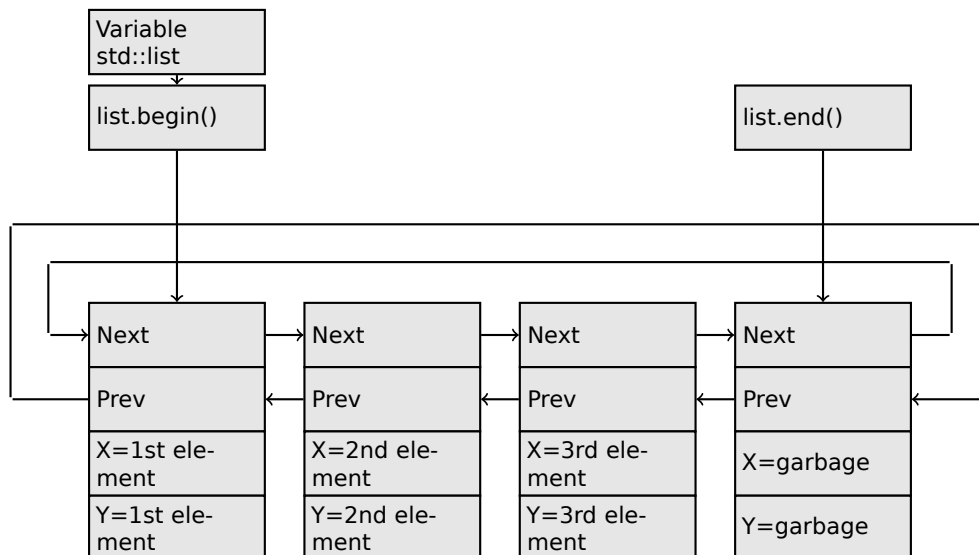 Variable
std::list
list.begin()
list.end()
Next
Next
Next
Next
Prev
Prev
Prev
Prev
X=1st ele-
ment
X=2nd ele-
ment
X=3rd ele-
ment
X=garbage
Y=1st ele-
ment
Y=2nd ele-
ment
Y=3rd ele-
ment
Y=garbage